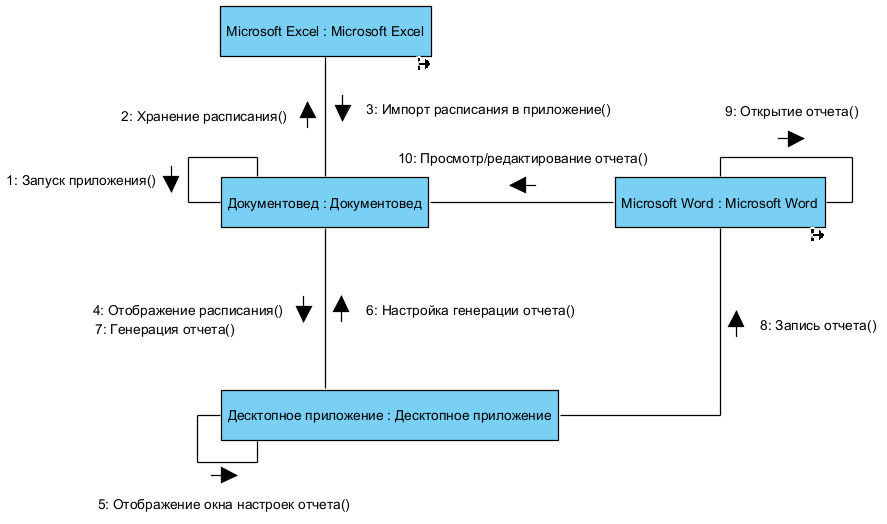 Microsoft Excel : Microsoft Excel
2: Хранение расписания()
3: Импорт расписания в приложение()
9: Открытие отчета()
10: Просмотр/редактирование отчета()
1: Запуск приложения()
Документовед : Документовед
Microsoft Word : Microsoft Word
4: Отображение расписания()
7: Генерация отчета()
6: Настройка генерации отчета()
8: Запись отчета()
Десктопное приложение : Десктопное приложение
5: Отображение окна настроек отчета()